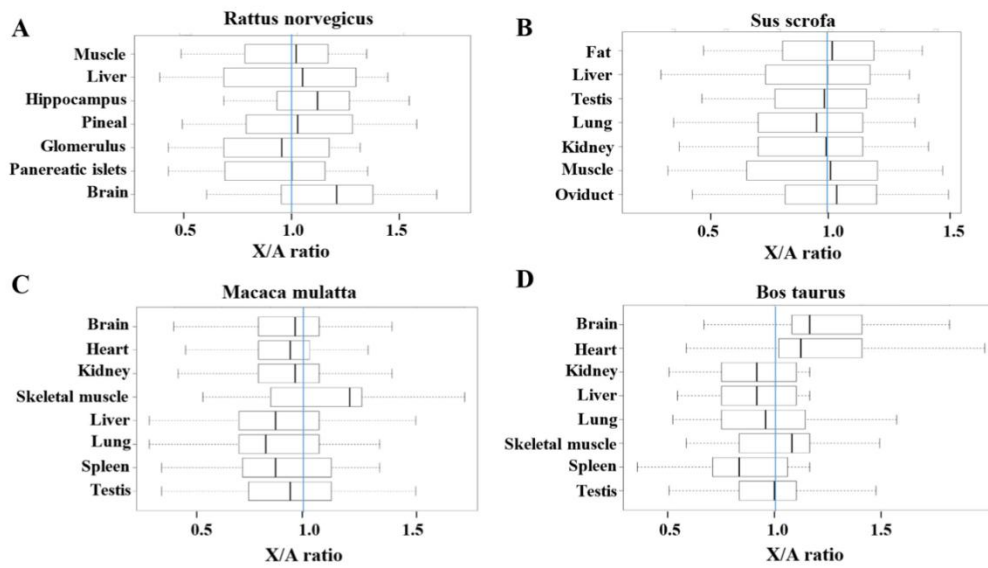 A
Rattus norvegicus
Muscle
Liver
Hippocampus
Pineal
Glomerulus
Panereatic islets
Brain
0.5 1.0 1.5
X/A ratio
B
Sus scrofa
Fat
Liver
Testis
Lung
Kidney
Muscle
Oviduct
0.5 1.0 1.5
X/A ratio
C
Macaca mulatta
Brain
Heart
Kidney
Skeletal muscle
Liver
Lung
Spleen
Testis
0.5 1.0 1.5
X/A ratio
D
Bos taurus
Brain
Heart
Kidney
Liver
Lung
Skeletal muscle
Spleen
Testis
0.5 1.0 1.5
X/A ratio